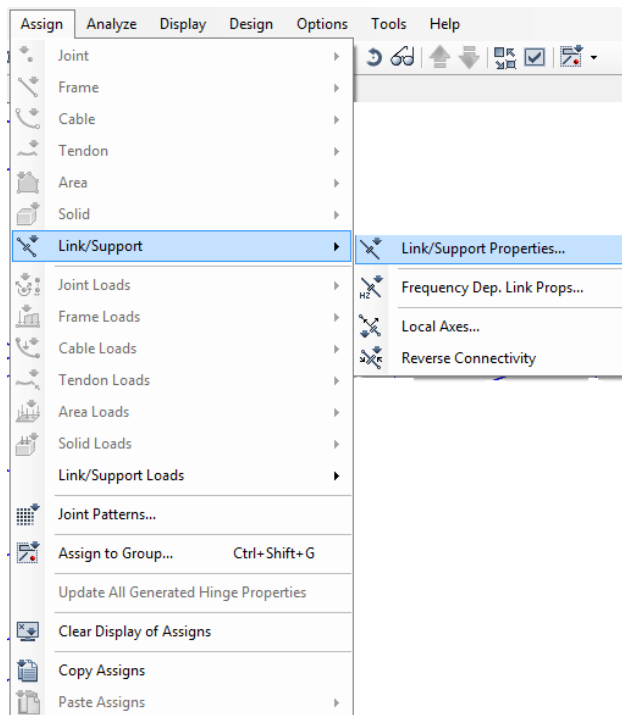 Assign Analyze Display Design Options Tools Help
Joint
Frame
Cable
Tendon
Area
Solid
Link/Support
Link/Support Properties...
Frequency Dep. Link Props...
HZ
Local Axes...
Reverse Connectivity
Joint Loads
Frame Loads
Cable Loads
Tendon Loads
Area Loads
Solid Loads
Link/Support Loads
Joint Patterns...
Assign to Group... Ctrl+Shift+G
Update All Generated Hinge Properties
Clear Display of Assigns
Copy Assigns
Paste Assigns